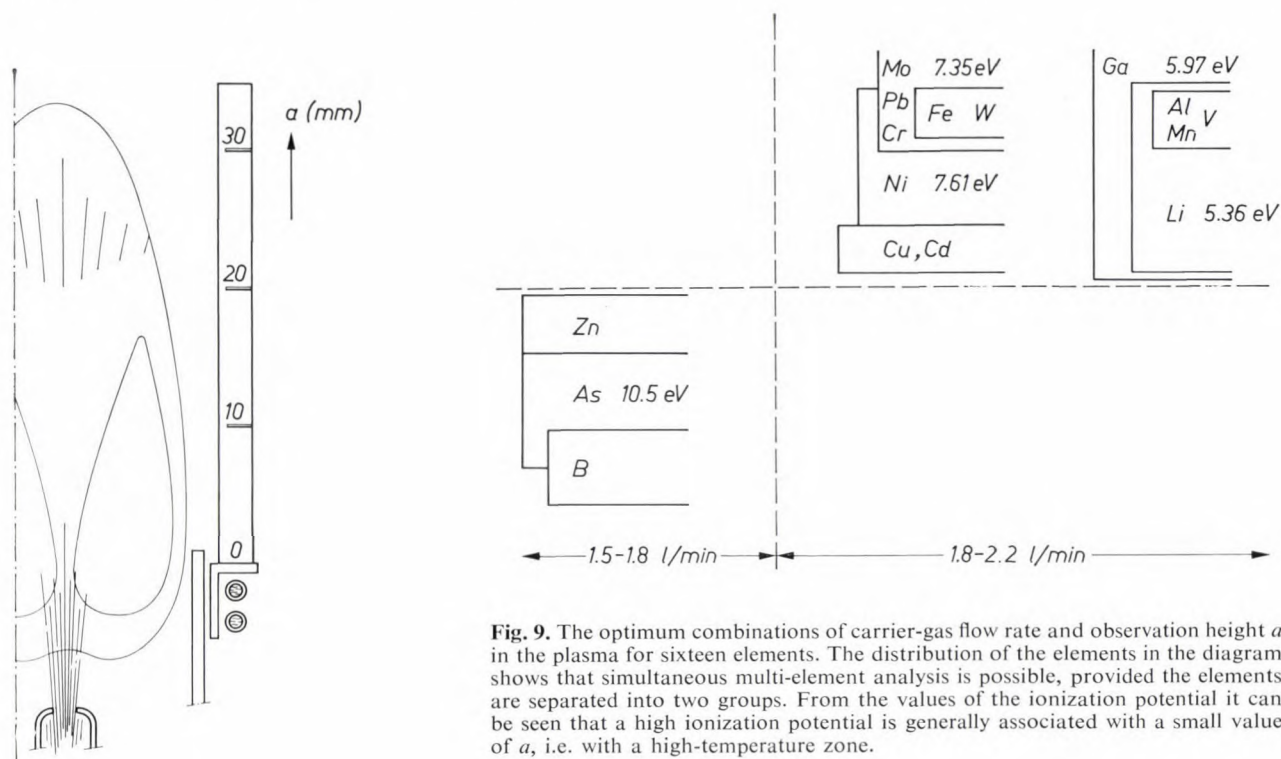 a (mm)
30
20
10
0
Mo 7.35 eV
Pb
Fe W
Cr
Ni 7.61 eV
Cu, Cd
Ga 5.97 eV
Al
V
Mn
Li 5.36 eV
Zn
As 10.5 eV
B
1.5-1.8 l/min
1.8-2.2 l/min
Fig. 9. The optimum combinations of carrier-gas flow rate and observation height a
in the plasma for sixteen elements. The distribution of the elements in the diagram
shows that simultaneous multi-element analysis is possible, provided the elements
are separated into two groups. From the values of the ionization potential it can
be seen that a high ionization potential is generally associated with a small value
of a, i.e. with a high-temperature zone.